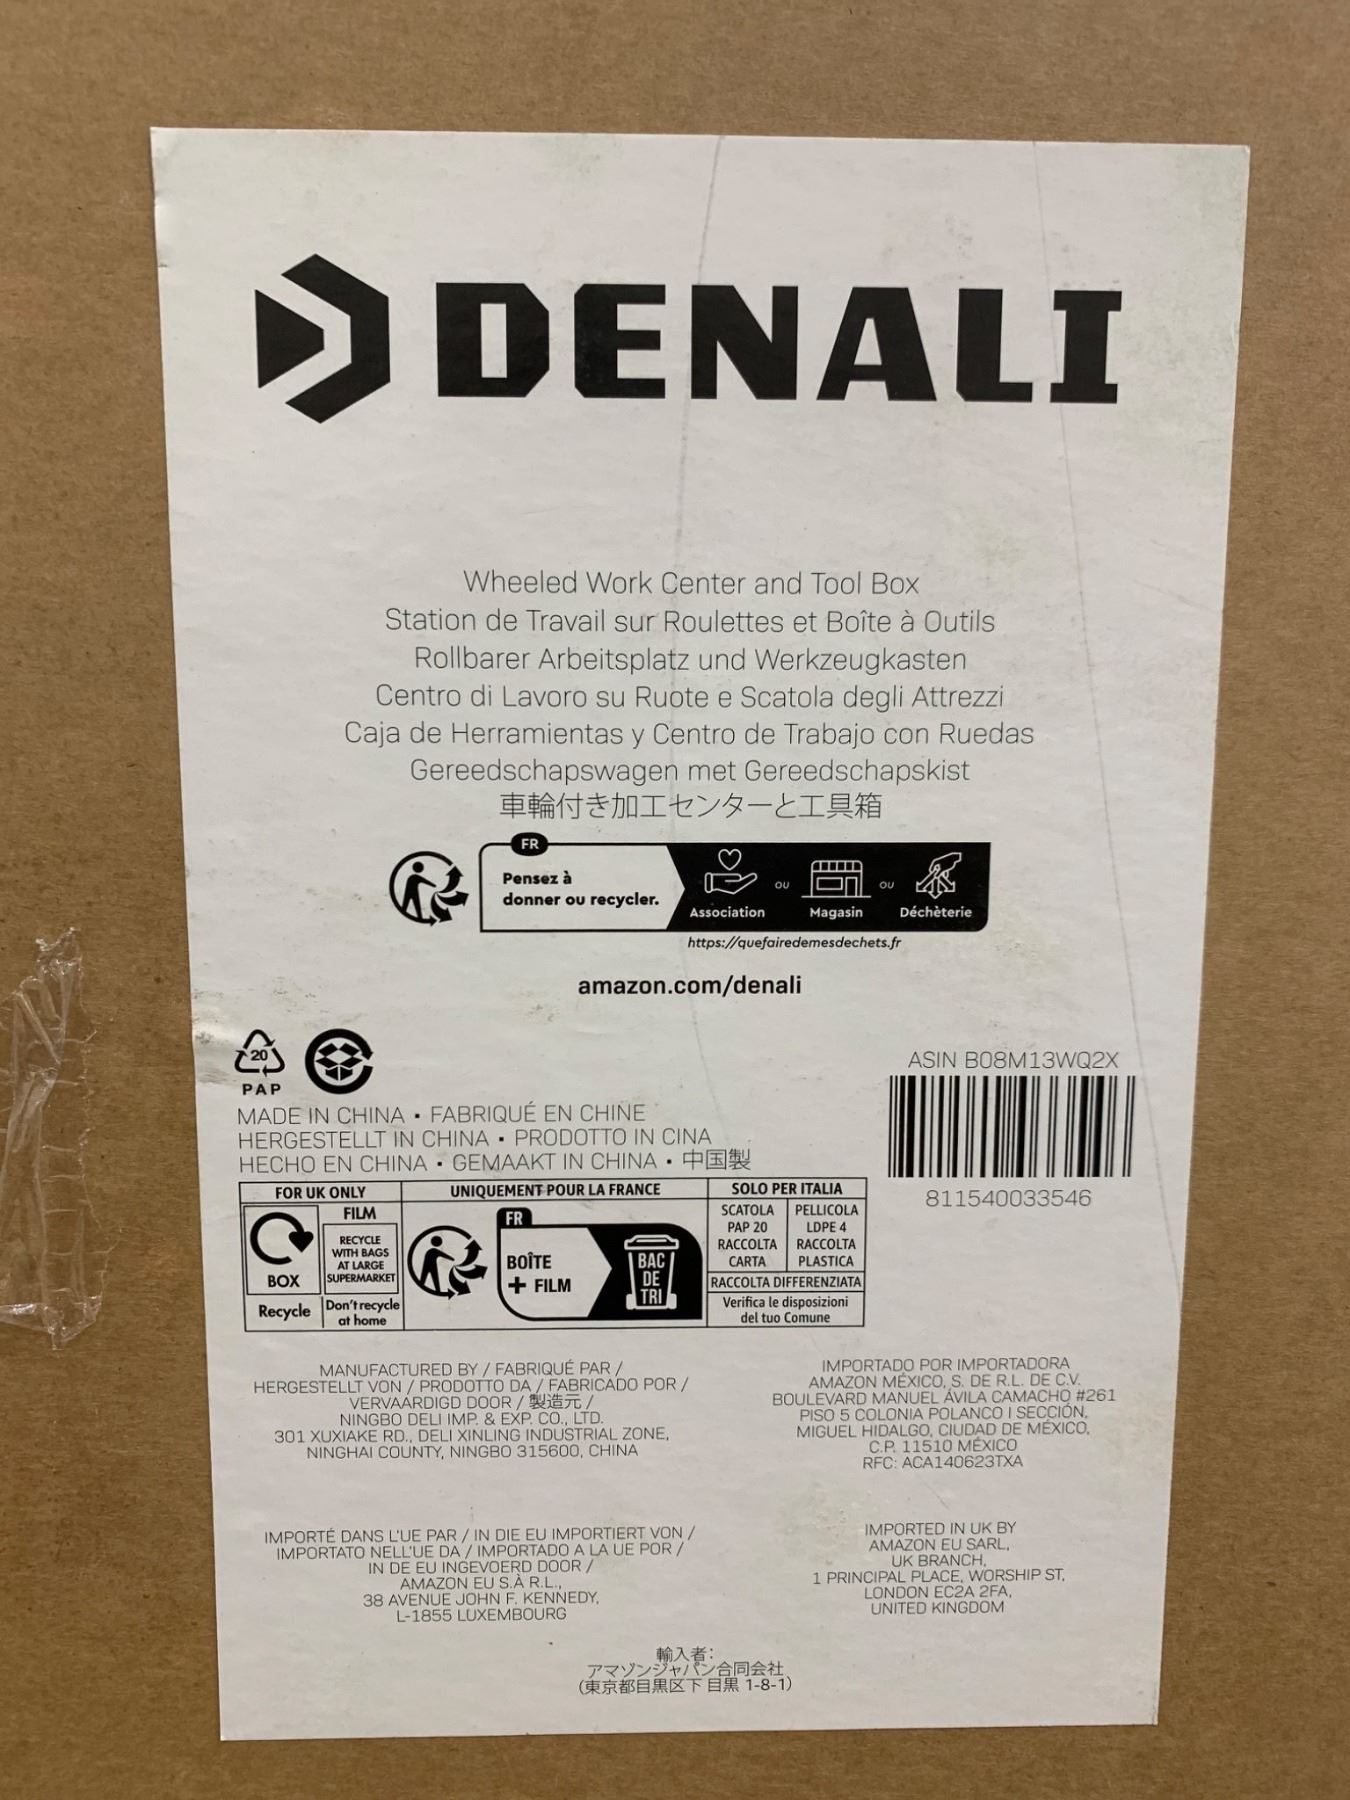 DENALI
Wheeled Work Center and Tool Box
Station de Travail sur Roulettes et Boîte à Outils
Rollbarer Arbeitsplatz und Werkzeugkasten
Centro di Lavoro su Ruote e Scatola degli Attrezzi
Caja de Herramientas y Centro de Trabajo con Ruedas
Gereedschapswagen met Gereedschapskist
車輪付き加工センターと工具箱
FR
Pensez à
donner ou recycler.
Association
ou
Magasin
ou
Déchèterie
https://quefairedemesdechets.fr
amazon.com/denali
20
PAP
ASIN B08M13WQ2X
811540033546
MADE IN CHINA ▪ FABRIQUÉ EN CHINE
HERGESTELLT IN CHINA ▪ PRODOTTO IN CINA
HECHO EN CHINA ▪ GEMAAKT IN CHINA ▪ 中国製
FOR UK ONLY
BOX
Recycle
FILM
RECYCLE
WITH BAGS
AT LARGE
SUPERMARKET
Don't recycle
at home
UNIQUEMENT POUR LA FRANCE
FR
BOÎTE
+ FILM
BAC
DE
TRI
SOLO PER ITALIA
SCATOLA
PAP 20
RACCOLTA
CARTA
PELLICOLA
LDPE 4
RACCOLTA
PLASTICA
RACCOLTA DIFFERENZIATA
Verifica le disposizioni
del tuo Comune
MANUFACTURED BY / FABRIQUÉ PAR /
HERGESTELLT VON / PRODOTTO DA / FABRICADO POR /
VERVAARDIGD DOOR / 製造元 /
NINGBO DELI IMP. & EXP. CO., LTD.
301 XUXIAKE RD., DELI XINLING INDUSTRIAL ZONE,
NINGHAI COUNTY, NINGBO 315600, CHINA
IMPORTADO POR IMPORTADORA
AMAZON MÉXICO, S. DE R.L. DE C.V.
BOULEVARD MANUEL ÁVILA CAMACHO #261
PISO 5 COLONIA POLANCO I SECCIÓN,
MIGUEL HIDALGO, CIUDAD DE MÉXICO,
C.P. 11510 MÉXICO
RFC: ACA140623TXA
IMPORTÉ DANS L'UE PAR / IN DIE EU IMPORTIERT VON /
IMPORTATO NELL'UE DA / IMPORTADO A LA UE POR /
IN DE EU INGEVOERD DOOR /
AMAZON EU S.À R.L.,
38 AVENUE JOHN F. KENNEDY,
L-1855 LUXEMBOURG
IMPORTED IN UK BY
AMAZON EU SARL,
UK BRANCH,
1 PRINCIPAL PLACE, WORSHIP ST,
LONDON EC2A 2FA,
UNITED KINGDOM
輸入者:
アマゾンジャパン合同会社
(東京都目黒区下目黒 1-8-1)